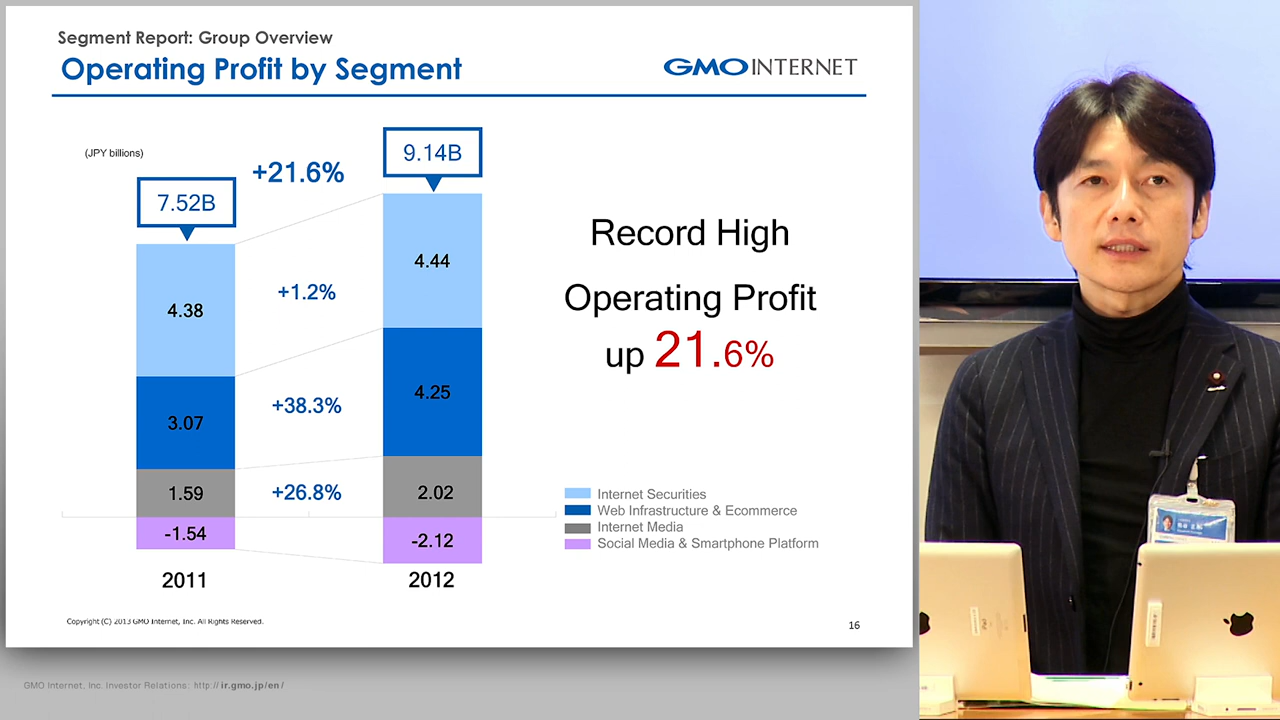 Segment Report: Group Overview
Operating Profit by Segment
GMO INTERNET
(JPY billions)
+21.6%
9.14B
7.52B
4.38
+1.2%
4.44
3.07
+38.3%
4.25
1.59
+26.8%
2.02
-1.54
-2.12
2011
2012
Record High
Operating Profit
up 21.6%
Internet Securities
Web Infrastructure & Ecommerce
Internet Media
Social Media & Smartphone Platform
Copyright (C) 2013 GMO Internet, Inc. All Rights Reserved.
16
GMO Internet, Inc. Investor Relations: http://ir.gmo.jp/en/
iPad